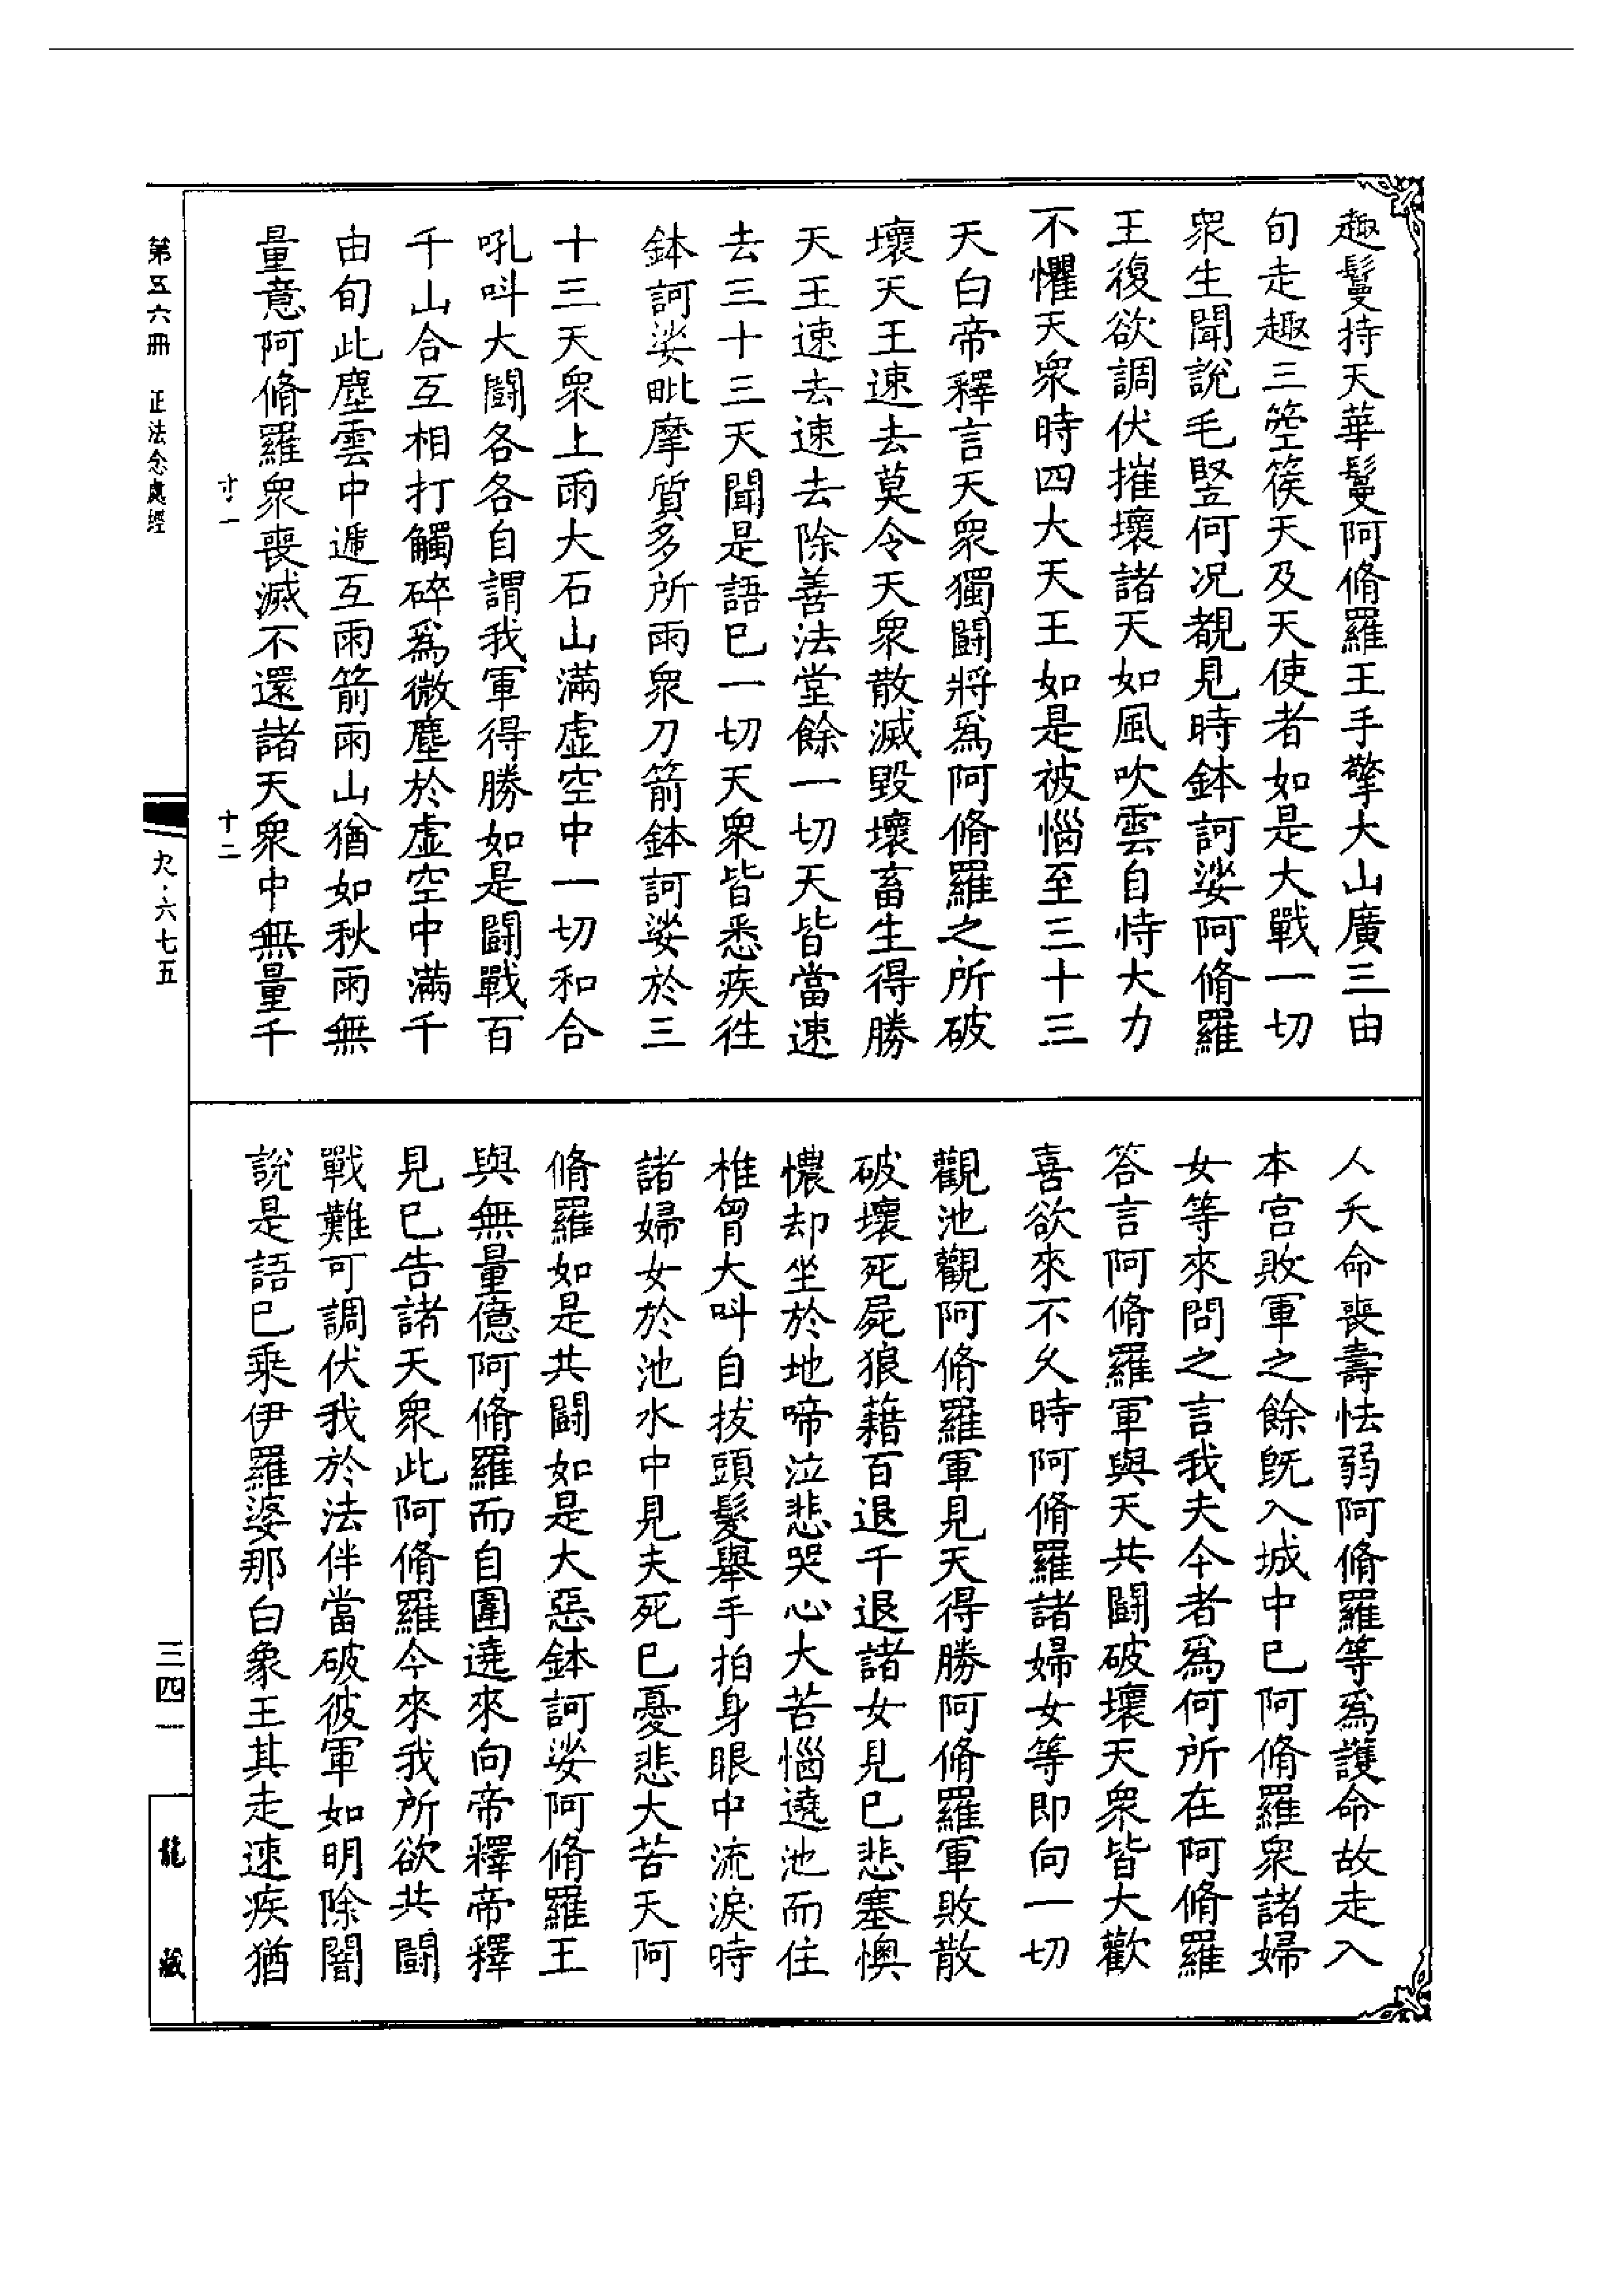 趣鬘持天華鬘阿脩羅王手擎大山廣三由
旬走趣三箜篌天及天使者如是大戰一切
衆生聞說毛竪何况覩見時鉢訶娑阿脩羅
王復欲調伏摧壞諸天如風吹雲自恃大力
不懼天衆時四大天王如是被惱至三十三
天白帝釋言天衆獨鬪將爲阿脩羅之所破
壞天王速去莫令天衆散滅毀壞畜生得勝
天王速去速去除善法堂餘一切天皆當速
去三十三天聞是語已一切天衆皆悉疾往
鉢訶娑毗摩質多所雨衆刀箭鉢訶娑於三
十三天衆上雨大石山滿虛空中一切和合
吼呌大鬪各各自謂我軍得勝如是鬪戰百
千山合互相打觸碎爲微塵於虛空中滿千
由旬此塵雲中遞互雨箭雨山猶如秋雨無
量意阿脩羅衆喪滅不還諸天衆中無量千
人夭命喪壽怯弱阿脩羅等爲護命故走入
本宮敗軍之餘旣入城中已阿脩羅衆諸婦
女等來問之言我夫今者爲何所在阿脩羅
答言阿脩羅軍與天共鬪破壞天衆皆大歡
喜欲來不久時阿脩羅諸婦女等即向一切
觀池觀阿脩羅軍見天得勝阿脩羅軍敗散
破壞死屍狼藉百退千退諸女見已悲塞懊
憹却坐於地啼泣悲哭心大苦惱遶池而住
椎胷大呌自拔頭髮舉手拍身眼中流淚時
諸婦女於池水中見夫死已憂悲大苦天阿
脩羅如是共鬪如是大惡鉢訶娑阿脩羅王
與無量億阿脩羅而自圍遶來向帝釋帝釋
見已告諸天衆此阿脩羅今來我所欲共鬪
戰難可調伏我於法伴當破彼軍如明除闇
說是語已乘伊羅婆那白象王其走速疾猶
十一
十二
第五六冊 正法念處經
九·六七五
三四一
龍藏